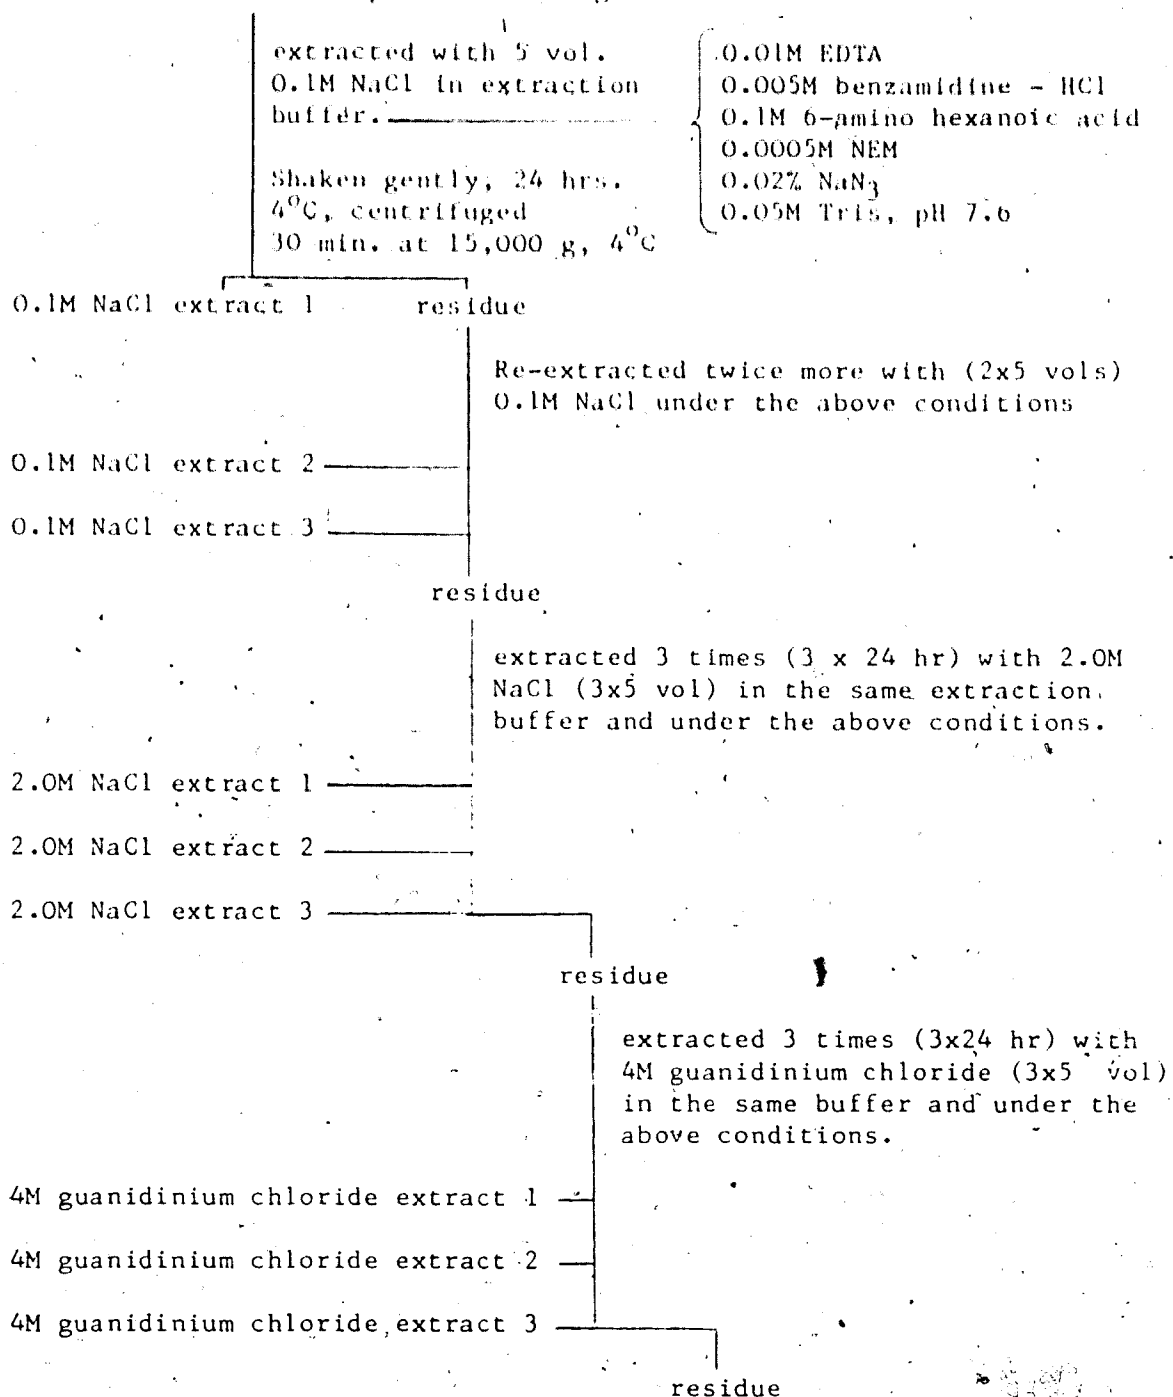 extracted with 5 vol.
0.1M NaCl in extraction
buffer.
Shaken gently, 24 hrs.
4⁰C, centrifuged
30 min. at 15,000 g, 4⁰C
0.01M EDTA
0.005M benzamidine - HCl
0.1M 6-amino hexanoic acid
0.0005M NEM
0.02% NaN₃
0.05M Tris, pH 7.6
0.1M NaCl extract 1
residue
Re-extracted twice more with (2x5 vols)
0.1M NaCl under the above conditions
0.1M NaCl extract 2
0.1M NaCl extract 3
residue
extracted 3 times (3 x 24 hr) with 2.0M
NaCl (3x5 vol) in the same extraction
buffer and under the above conditions.
2.0M NaCl extract 1
2.0M NaCl extract 2
2.0M NaCl extract 3
residue
extracted 3 times (3x24 hr) with
4M guanidinium chloride (3x5 vol)
in the same buffer and under the
above conditions.
4M guanidinium chloride extract 1
4M guanidinium chloride extract 2
4M guanidinium chloride extract 3
residue